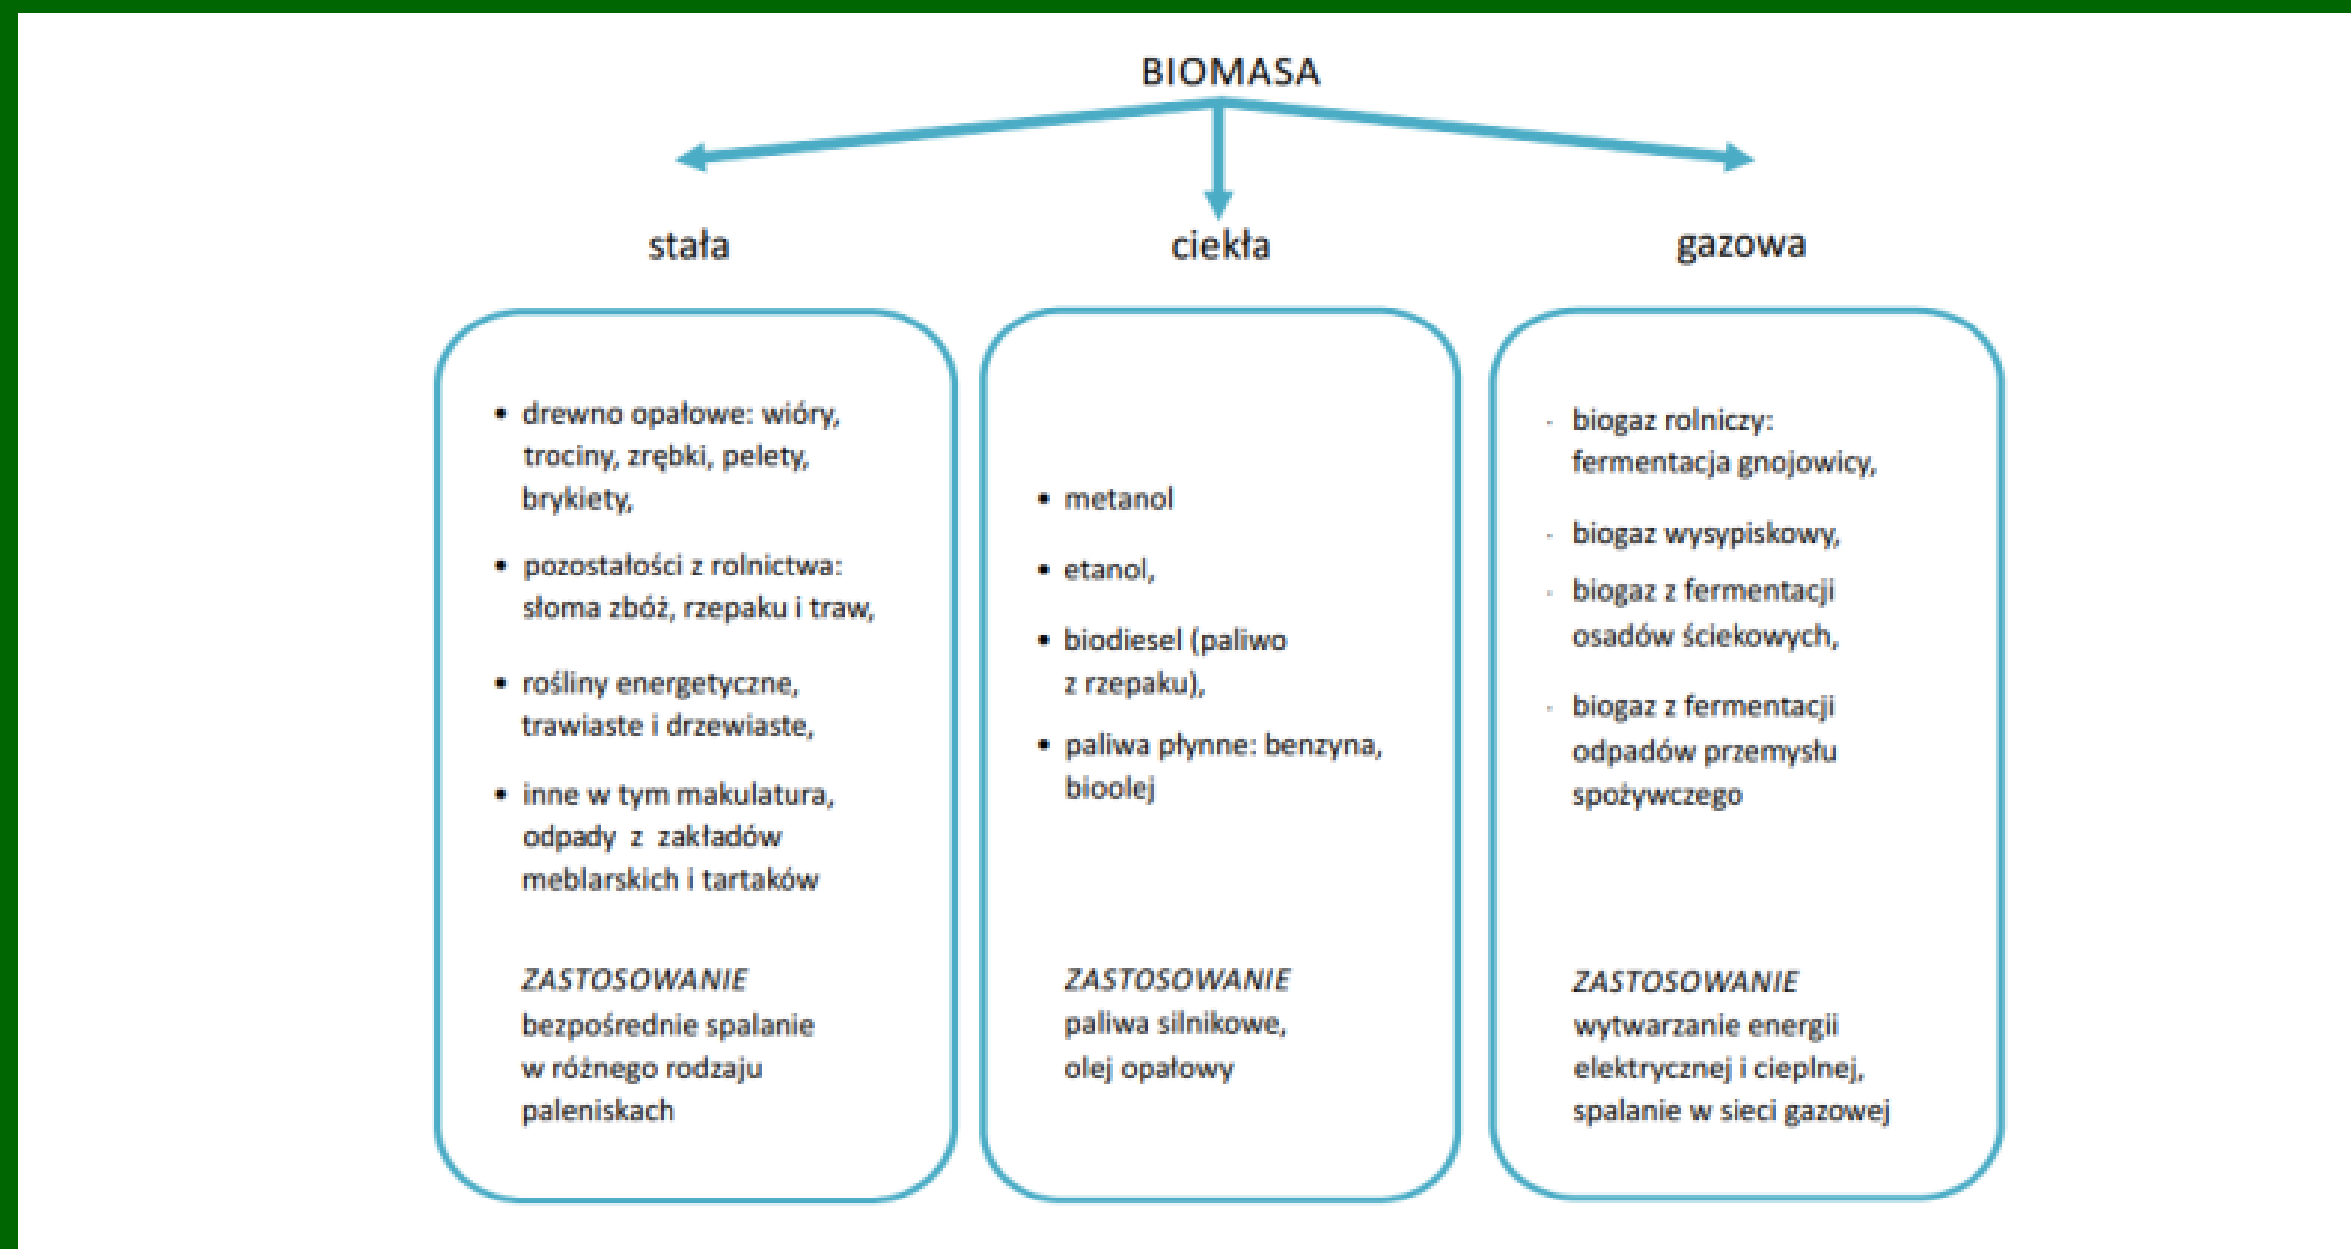 BIOMASA
stała
ciekła
gazowa
• drewno opałowe: wióry,
trociny, zrębki, pelety,
brykiety,
• pozostałości z rolnictwa:
słoma zbóż, rzepaku i traw,
• rośliny energetyczne,
trawiaste i drzewiaste,
• inne w tym makulatura,
odpady z zakładów
meblarskich i tartaków
ZASTOSOWANIE
bezpośrednie spalanie
w różnego rodzaju
paleniskach
• metanol
• etanol,
• biodiesel (paliwo
z rzepaku),
• paliwa płynne: benzyna,
bioolej
ZASTOSOWANIE
paliwa silnikowe,
olej opałowy
- biogaz rolniczy:
fermentacja gnojowicy,
- biogaz wysypiskowy,
- biogaz z fermentacji
osadów ściekowych,
- biogaz z fermentacji
odpadów przemysłu
spożywczego
ZASTOSOWANIE
wytwarzanie energii
elektrycznej i cieplnej,
spalanie w sieci gazowej